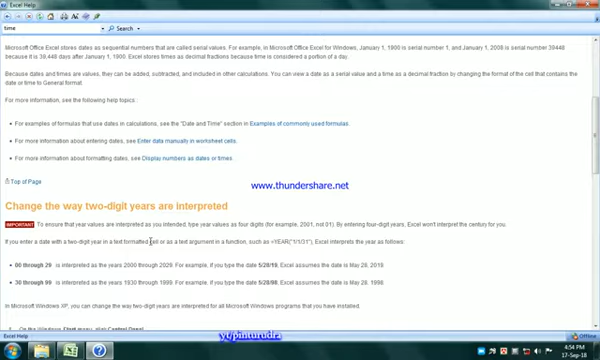 Excel Help
time
Search
Microsoft Office Excel stores dates as sequential numbers that are called serial values. For example, in Microsoft Office Excel for Windows, January 1, 1900 is serial number 1, and January 1, 2008 is serial number 39448
because it is 39,448 days after January 1, 1900. Excel stores times as decimal fractions because time is considered a portion of a day.
Because dates and times are values, they can be added, subtracted, and included in other calculations. You can view a date as a serial value and a time as a decimal fraction by changing the format of the cell that contains the
date or time to General format.
For more information, see the following help topics:
• For examples of formulas that use dates in calculations, see the "Date and Time" section in Examples of commonly used formulas.
• For more information about entering dates, see Enter data manually in worksheet cells.
• For more information about formatting dates, see Display numbers as dates or times.
Top of Page
www.thundershare.net
Change the way two-digit years are interpreted
IMPORTANT To ensure that year values are interpreted as you intended, type year values as four digits (for example, 2001, not 01). By entering four-digit years, Excel won't interpret the century for you.
If you enter a date with a two-digit year in a text formatted cell or as a text argument in a function, such as =YEAR("1/1/31"), Excel interprets the year as follows:
• 00 through 29 is interpreted as the years 2000 through 2029. For example, if you type the date 5/28/19, Excel assumes the date is May 28, 2019.
• 30 through 99 is interpreted as the years 1930 through 1999. For example, if you type the date 5/28/98, Excel assumes the date is May 28, 1998.
In Microsoft Windows XP, you can change the way two-digit years are interpreted for all Microsoft Windows programs that you have installed.
1. On the Windows Start menu, click Control Panel.
Excel Help
yt/pinturudra
Offline
4:54 PM
17-Sep-18